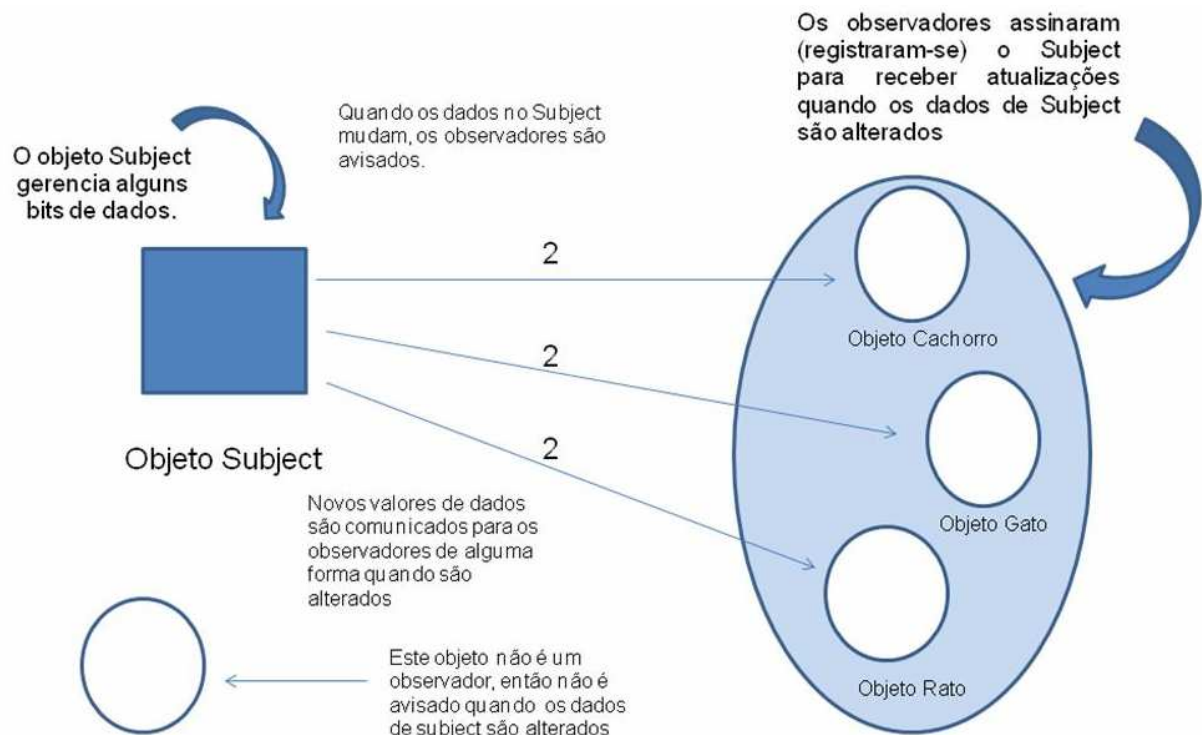 O objeto Subject
gerencia alguns
bits de dados.
Quando os dados no Subject
mudam, os observadores são
avisados.
Os observadores assinaram
(registraram-se) o Subject
para receber atualizações
quando os dados de Subject
são alterados
2
2
2
Objeto Subject
Objeto Cachorro
Objeto Gato
Objeto Rato
Novos valores de dados
são comunicados para os
observadores de alguma
forma quando são
alterados
Este objeto não é um
observador, então não é
avisado quando os dados
de subject são alterados